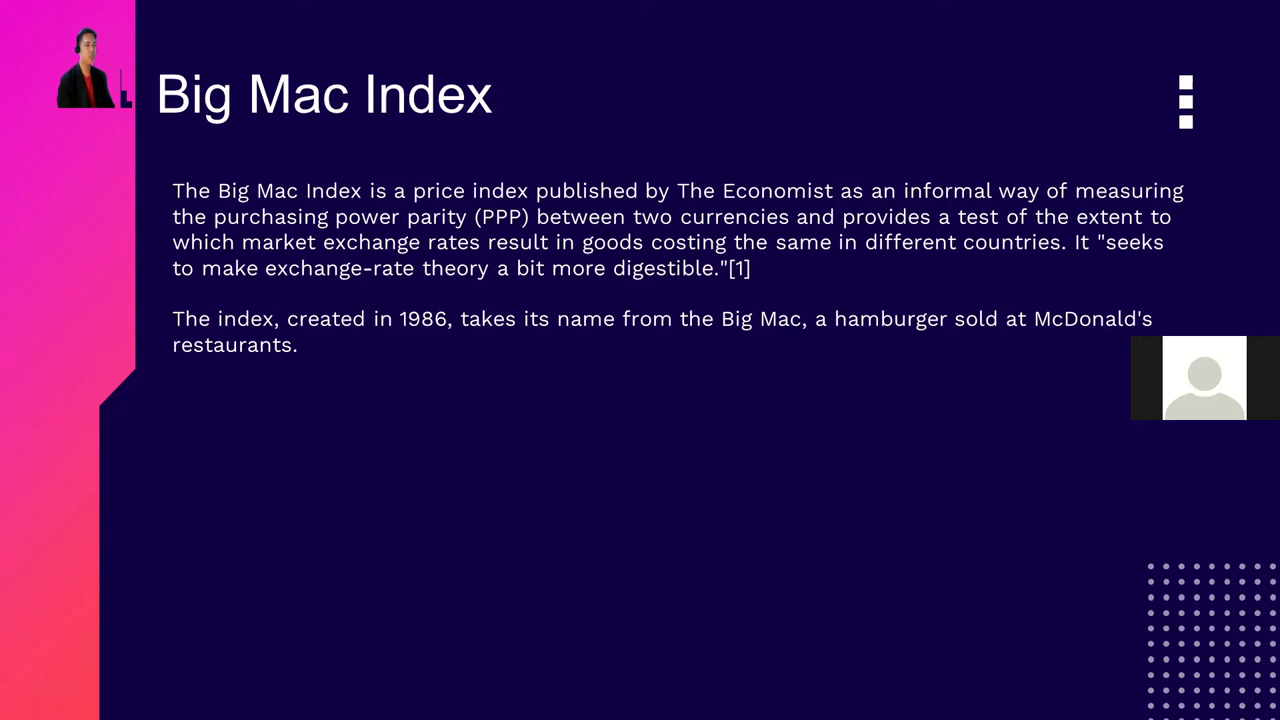 Big Mac Index
The Big Mac Index is a price index published by The Economist as an informal way of measuring
the purchasing power parity (PPP) between two currencies and provides a test of the extent to
which market exchange rates result in goods costing the same in different countries. It "seeks
to make exchange-rate theory a bit more digestible."[1]
The index, created in 1986, takes its name from the Big Mac, a hamburger sold at McDonald's
restaurants.